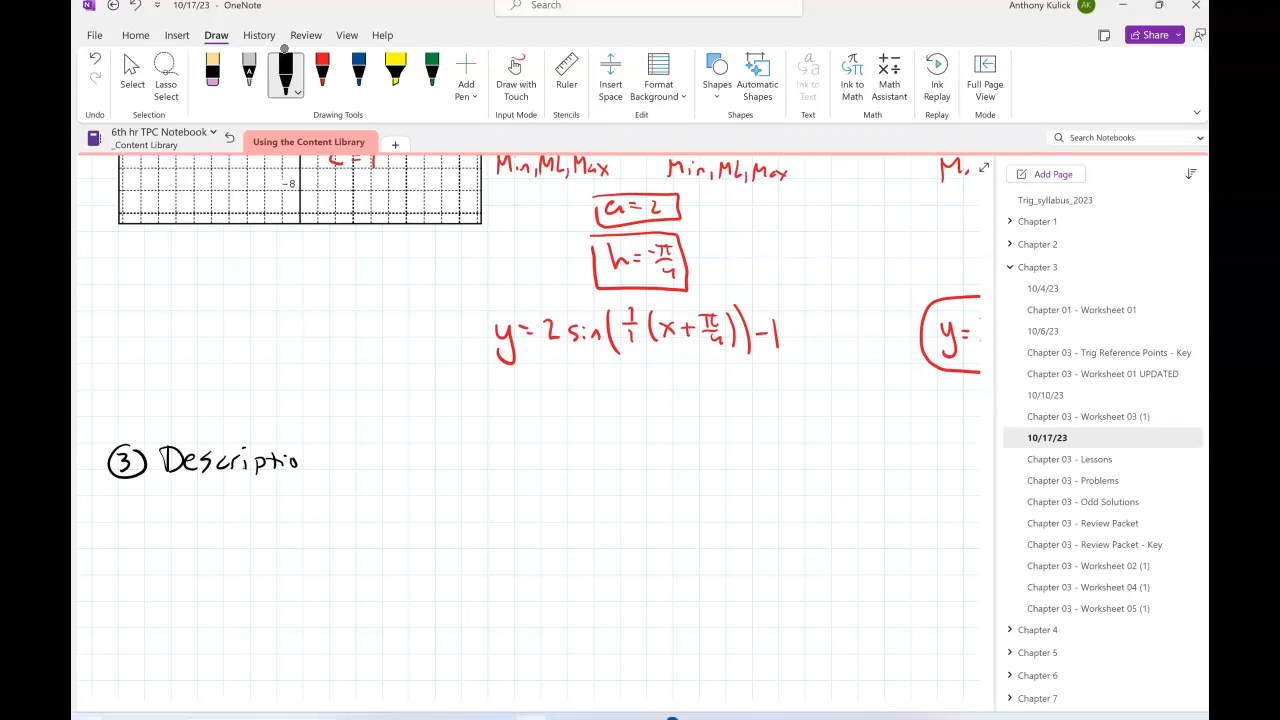 10/17/23 - OneNote
Search
Anthony Kulick
AK
File Home Insert Draw History Review View Help
Share
Undo
Select
Lasso Select
Selection
Add Pen
Drawing Tools
Draw with Touch
Input Mode
Ruler
Stencils
Insert Space
Format Background
Edit
Shapes
Automatic Shapes
Shapes
Ink to Text
Text
Ink to Math
Math Assistant
Math
Ink Replay
Replay
Full Page View
Mode
6th hr TPC Notebook
_Content Library
Using the Content Library
Search Notebooks
-8
Min, ML, Max
Min, ML, Max
a = 2
h = -π/4
y = 2 sin(1/1 (x + π/4)) - 1
y =
③ Descriptio
Add Page
Trig_syllabus_2023
Chapter 1
Chapter 2
Chapter 3
10/4/23
Chapter 01 - Worksheet 01
10/6/23
Chapter 03 - Trig Reference Points - Key
Chapter 03 - Worksheet 01 UPDATED
10/10/23
Chapter 03 - Worksheet 03 (1)
10/17/23
Chapter 03 - Lessons
Chapter 03 - Problems
Chapter 03 - Odd Solutions
Chapter 03 - Review Packet
Chapter 03 - Review Packet - Key
Chapter 03 - Worksheet 02 (1)
Chapter 03 - Worksheet 04 (1)
Chapter 03 - Worksheet 05 (1)
Chapter 4
Chapter 5
Chapter 6
Chapter 7